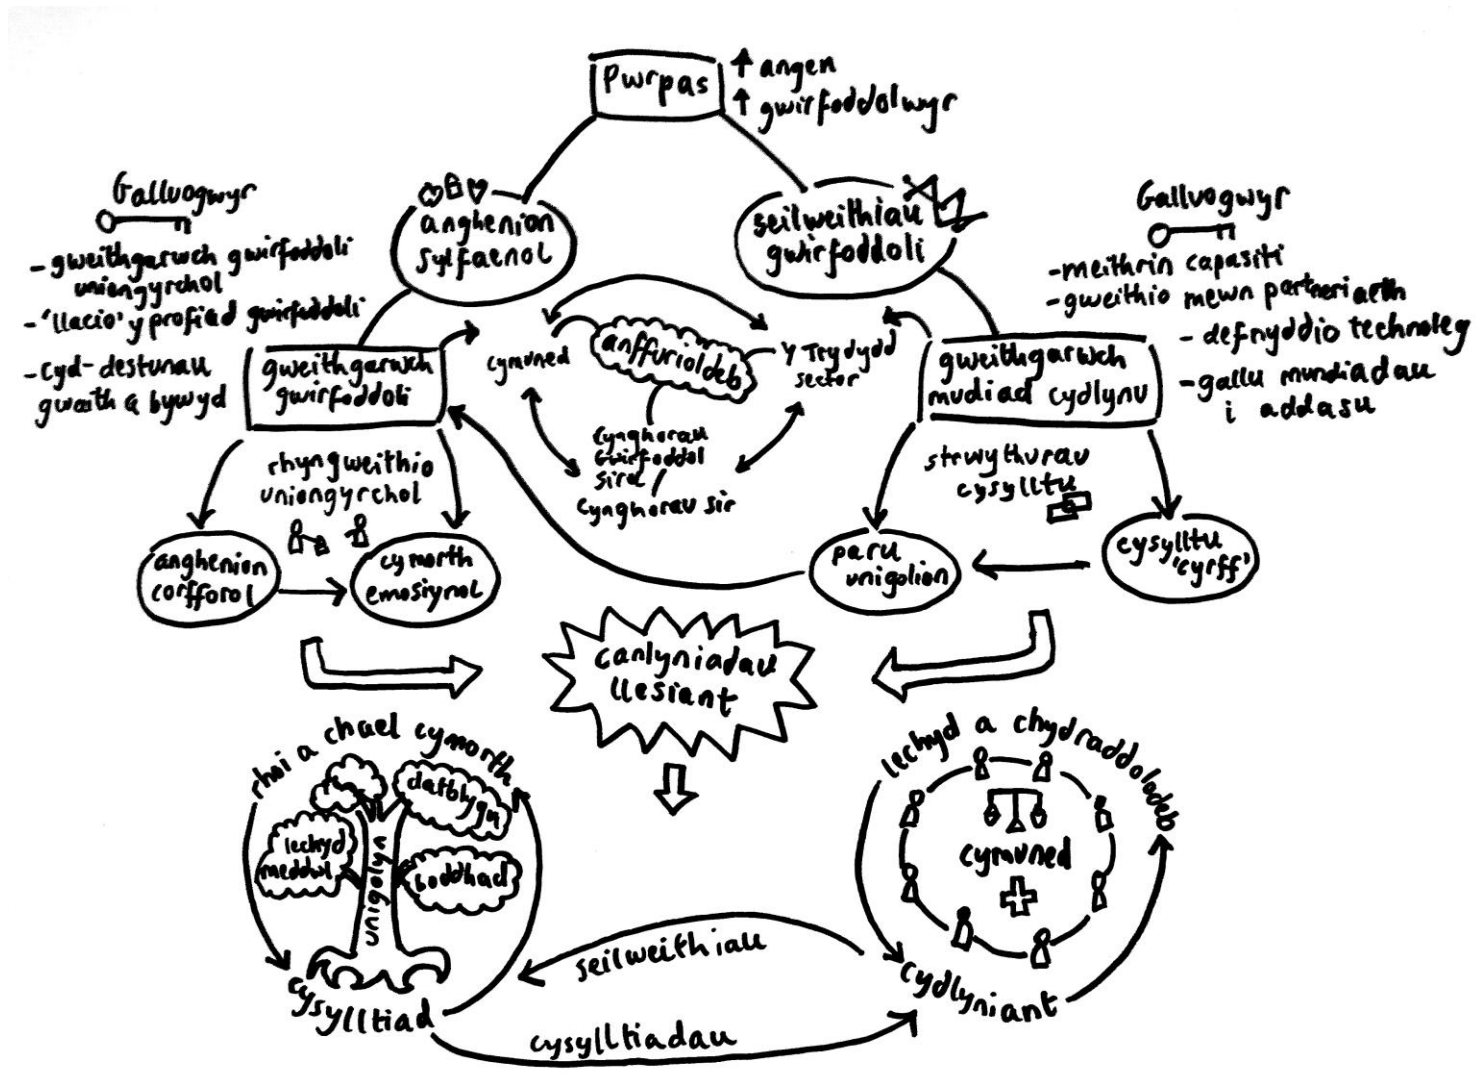 Pwrpas
↑ angen
↑ gwirfoddolwyr
Galluogwyr
- gweithgarwch gwirfoddoli
uniongyrchol
- 'llacio' y profiad gwirfoddoli
- cyd-destunau
gwaith a bywyd
anghenion
sylfaenol
seilweithiau
gwirfoddoli
Galluogwyr
- meithrin capasiti
- gweithio mewn partneriaeth
- defnyddio technoleg
- gallu mundiadau
i addasu
gweithgarwch
gwirfoddoli
cymuned
anffurioldeb
Y Trydydd
sector
gweithgarwch
mudiad cydlynu
Cynghorau
Gwirfoddol
Sirol /
Cynghorau sir
rhyngweithio
uniongyrchol
strwythurau
cysylltu
anghenion
corfforol
cymorth
emosiynol
paru
unigolion
cysylltu
'cyrff'
canlyniadau
llesiant
rhoi a chael cymorth
datblygu
Iechyd
meddwl
unigolyn
boddhad
cysylltiad
Iechyd a chydraddoldeb
cymuned
cydlyniant
seilweithiau
cysylltiadau